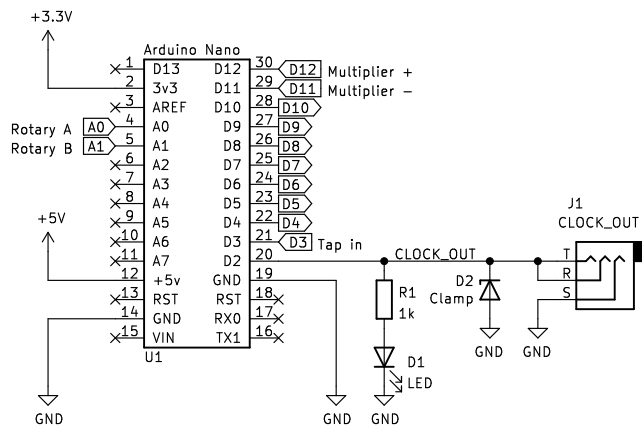 +3.3V
Arduino Nano
1 D13 D12 30 D12 Multiplier +
2 3v3 D11 29 D11 Multiplier -
3 AREF D10 28 D10
Rotary A A0 4 A0 D9 27 D9
Rotary B A1 5 A1 D8 26 D8
6 A2 D7 25 D7
7 A3 D6 24 D6
8 A4 D5 23 D5
9 A5 D4 22 D4
10 A6 D3 21 D3 Tap in
11 A7 D2 20 CLOCK_OUT
+5V
12 +5v GND 19
13 RST RST 18
14 GND RX0 17
15 VIN TX1 16
U1
J1
CLOCK_OUT
T
R
S
R1
1k
D2
Clamp
D1
LED
GND
GND
GND
GND
GND